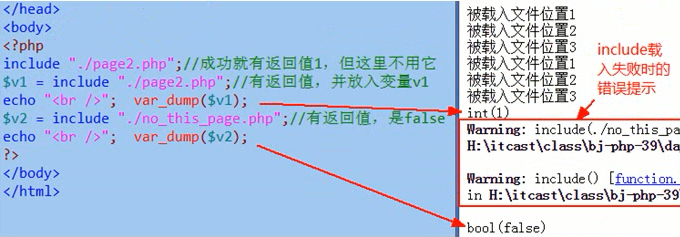 </head>
<body>
<?php
include "./page2.php";//成功就有返回值1，但这里不用它
$v1 = include "./page2.php";//有返回值，并放入变量v1
echo "<br />";  var_dump($v1);
$v2 = include "./no_this_page.php";//有返回值，是false
echo "<br />";  var_dump($v2);
?>
</body>
</html>
被载入文件位置1
被载入文件位置2
被载入文件位置3
被载入文件位置1
被载入文件位置2
被载入文件位置3
int(1)
Warning: include(./no_this_pa
H:\itcast\class\bj-php-39\da
Warning: include() [function.
in H:\itcast\class\bj-php-39
bool(false)
include载
入失败时的
错误提示